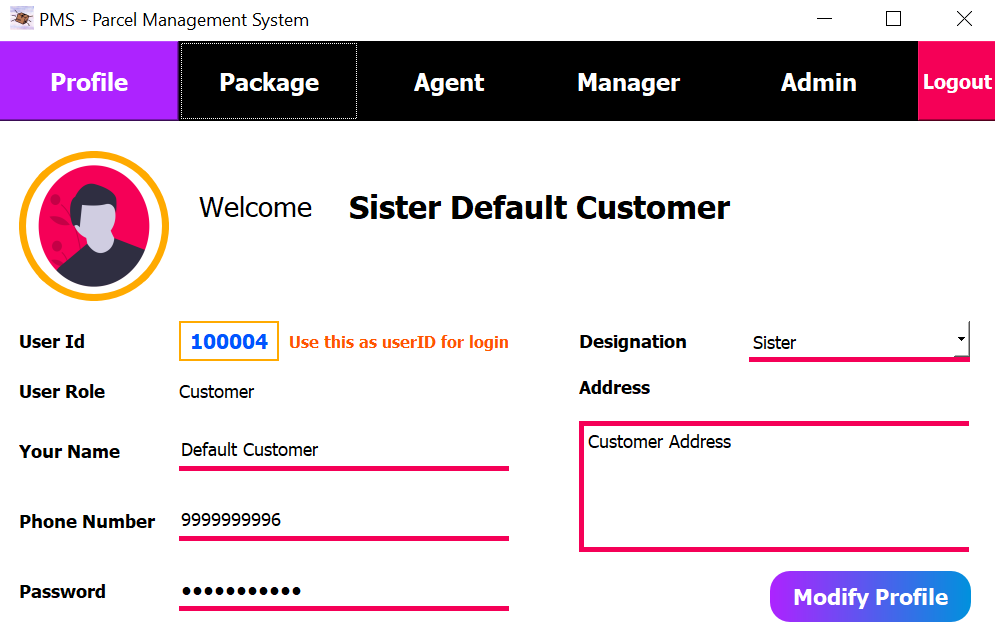 PMS - Parcel Management System
Profile Package Agent Manager Admin Logout
Welcome Sister Default Customer
User Id 100004 Use this as userID for login
Designation Sister
User Role Customer
Address
Customer Address
Your Name Default Customer
Phone Number 9999999996
Password •••••••••••
Modify Profile